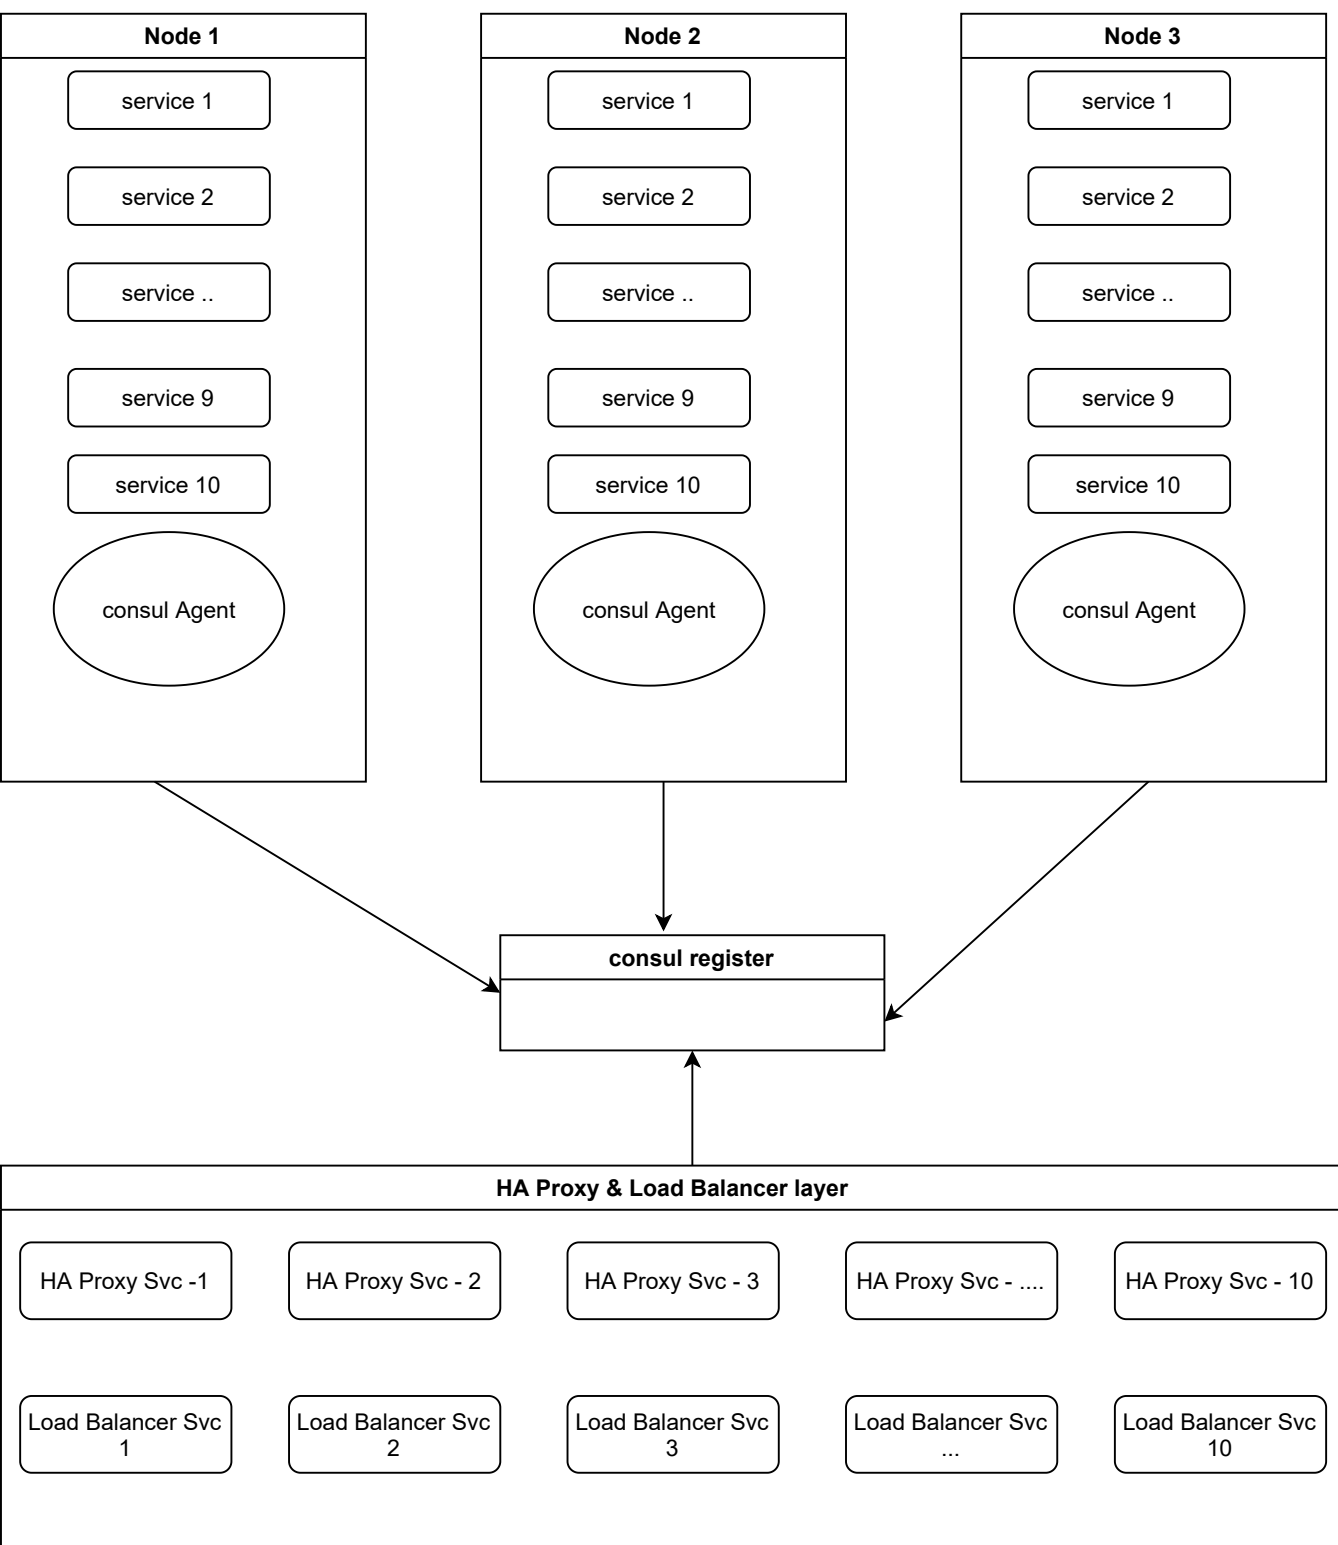 Node 1
service 1
service 2
service ..
service 9
service 10
consul Agent
Node 2
service 1
service 2
service ..
service 9
service 10
consul Agent
Node 3
service 1
service 2
service ..
service 9
service 10
consul Agent
consul register
HA Proxy & Load Balancer layer
HA Proxy Svc -1
HA Proxy Svc - 2
HA Proxy Svc - 3
HA Proxy Svc - ....
HA Proxy Svc - 10
Load Balancer Svc
1
Load Balancer Svc
2
Load Balancer Svc
3
Load Balancer Svc
...
Load Balancer Svc
10